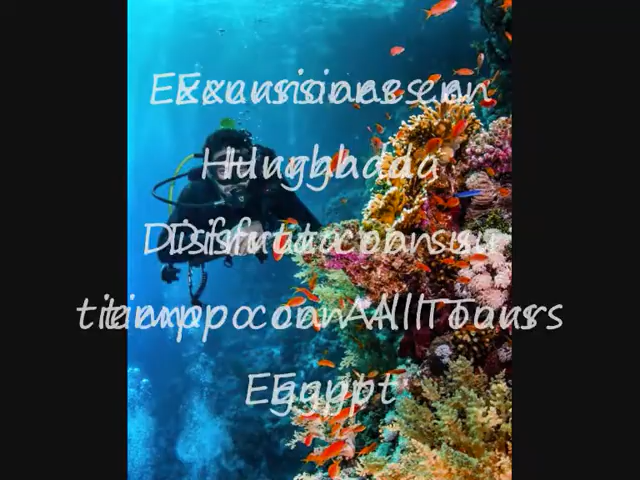 Excursiones en
Hurghada
Disfruta con su
tiempo con All Tours
Egypt